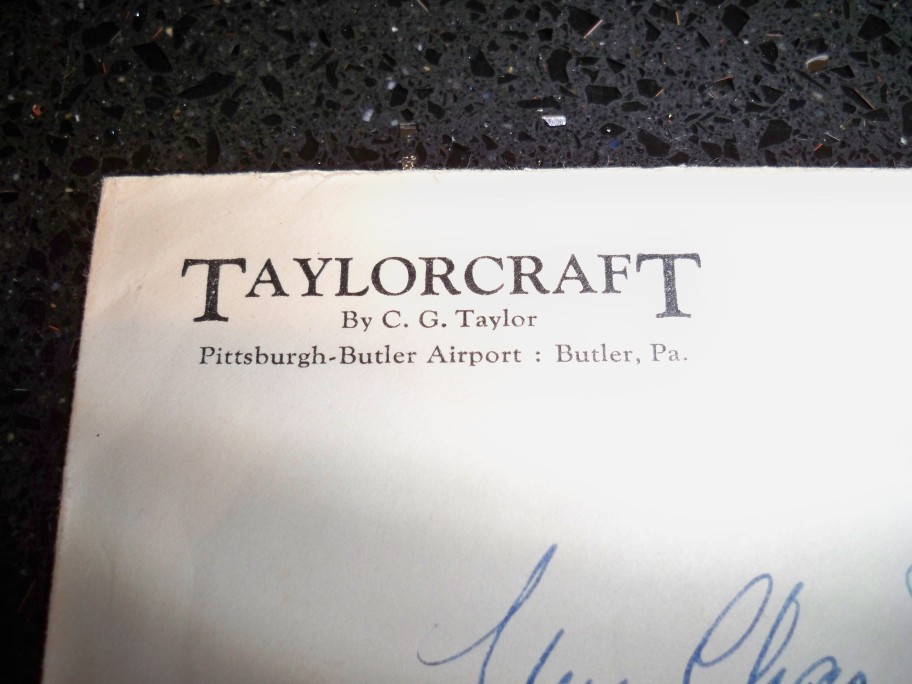 TAYLORCRAFT
By C. G. Taylor
Pittsburgh-Butler Airport : Butler, Pa.